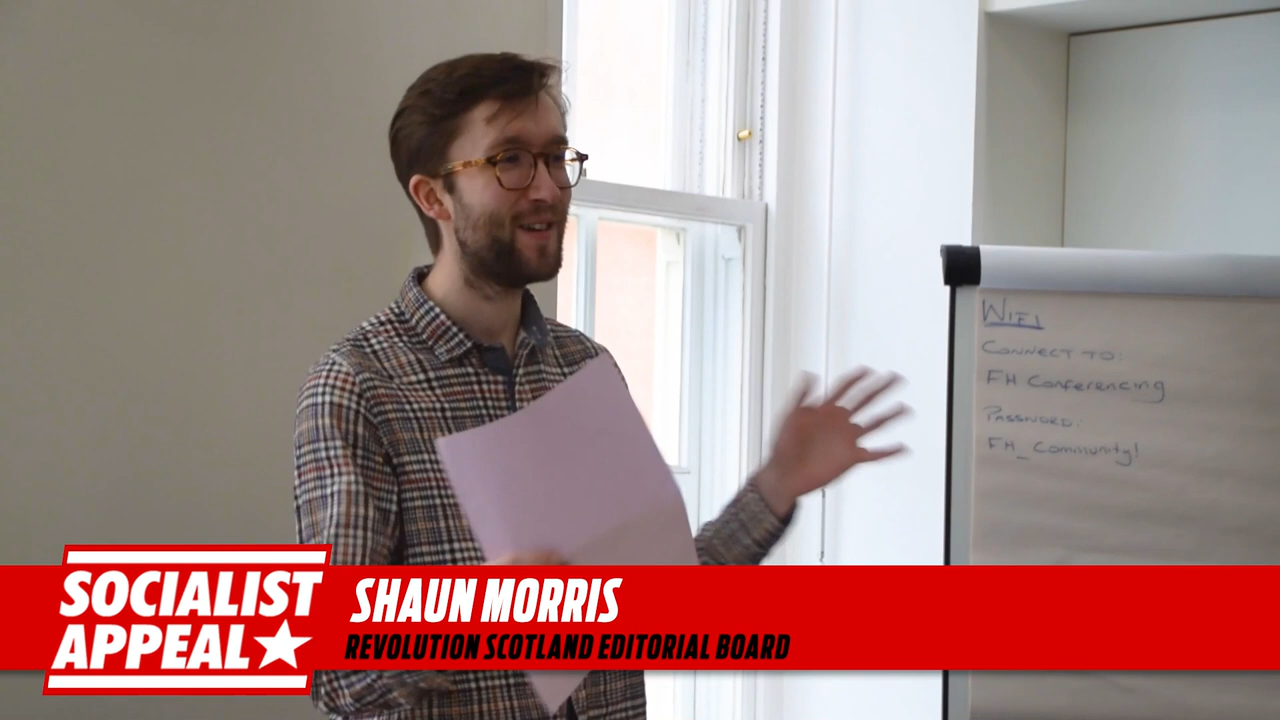 WIFI
CONNECT TO:
FH Conferencing
PASSWORD:
FH_Community!
SOCIALIST
APPEAL
SHAUN MORRIS
REVOLUTION SCOTLAND EDITORIAL BOARD